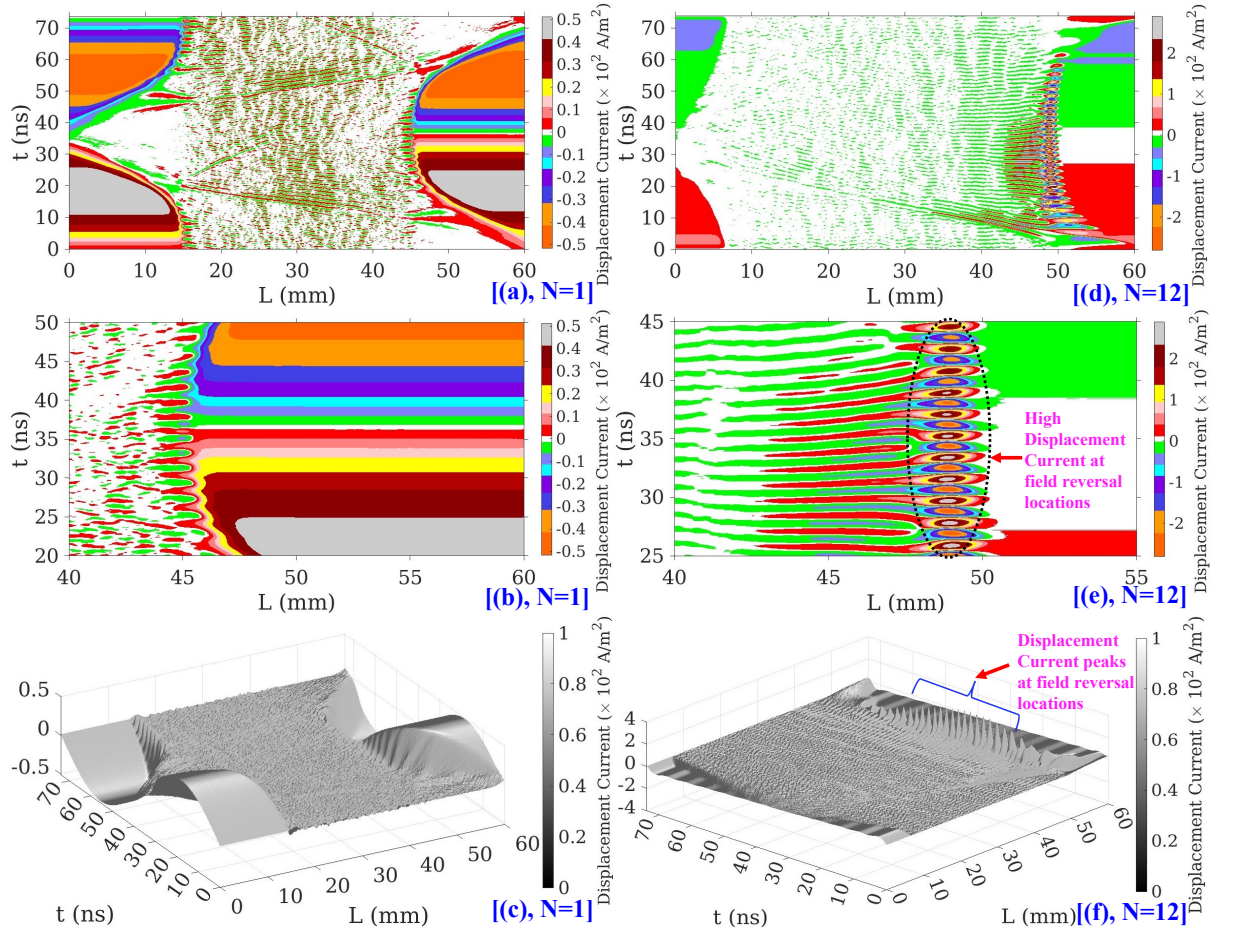 70
60
50
40
30
20
10
0
t (ns)
0 10 20 30 40 50 60
L (mm)
[(a), N=1]
0.5
0.4
0.3
0.2
0.1
0
-0.1
-0.2
-0.3
-0.4
-0.5
Displacement Current (× 10² A/m²)
70
60
50
40
30
20
10
0
t (ns)
0 10 20 30 40 50 60
L (mm)
[(d), N=12]
2
1
0
-1
-2
Displacement Current (× 10² A/m²)
50
45
40
35
30
25
20
t (ns)
40 45 50 55 60
L (mm)
[(b), N=1]
0.5
0.4
0.3
0.2
0.1
0
-0.1
-0.2
-0.3
-0.4
-0.5
Displacement Current (× 10² A/m²)
45
40
35
30
25
t (ns)
40 45 50 55
L (mm)
[(e), N=12]
High
Displacement
Current at
field reversal
locations
2
1
0
-1
-2
Displacement Current (× 10² A/m²)
0.5
0
-0.5
70
60
50
40
30
20
10
0
t (ns)
0 10 20 30 40 50 60
L (mm)
[(c), N=1]
1
0.8
0.6
0.4
0.2
0
Displacement Current (× 10² A/m²)
Displacement
Current peaks
at field reversal
locations
4
2
0
-2
-4
70
60
50
40
30
20
10
0
t (ns)
0 10 20 30 40 50 60
L (mm)
[(f), N=12]
1
0.8
0.6
0.4
0.2
0
Displacement Current (× 10² A/m²)